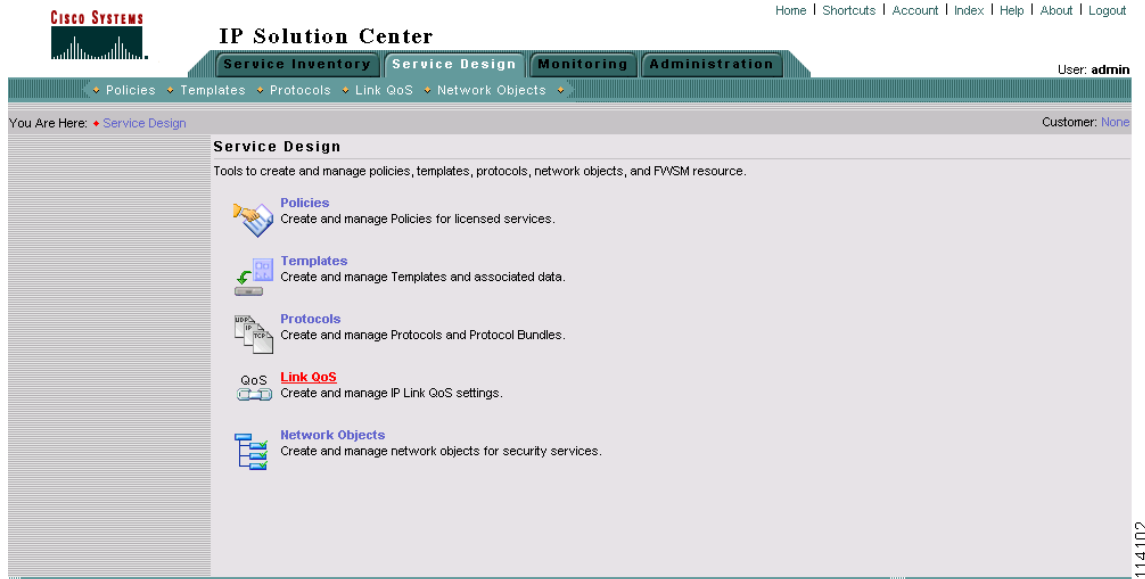 Home | Shortcuts | Account | Index | Help | About | Logout
CISCO SYSTEMS
IP Solution Center
Service Inventory Service Design Monitoring Administration
User: admin
Policies Templates Protocols Link QoS Network Objects
You Are Here: Service Design
Customer: None
Service Design
Tools to create and manage policies, templates, protocols, network objects, and FWSM resource.
Policies
Create and manage Policies for licensed services.
Templates
Create and manage Templates and associated data.
UDP
IP
TCP
Protocols
Create and manage Protocols and Protocol Bundles.
QoS
Link QoS
Create and manage IP Link QoS settings.
Network Objects
Create and manage network objects for security services.
114102